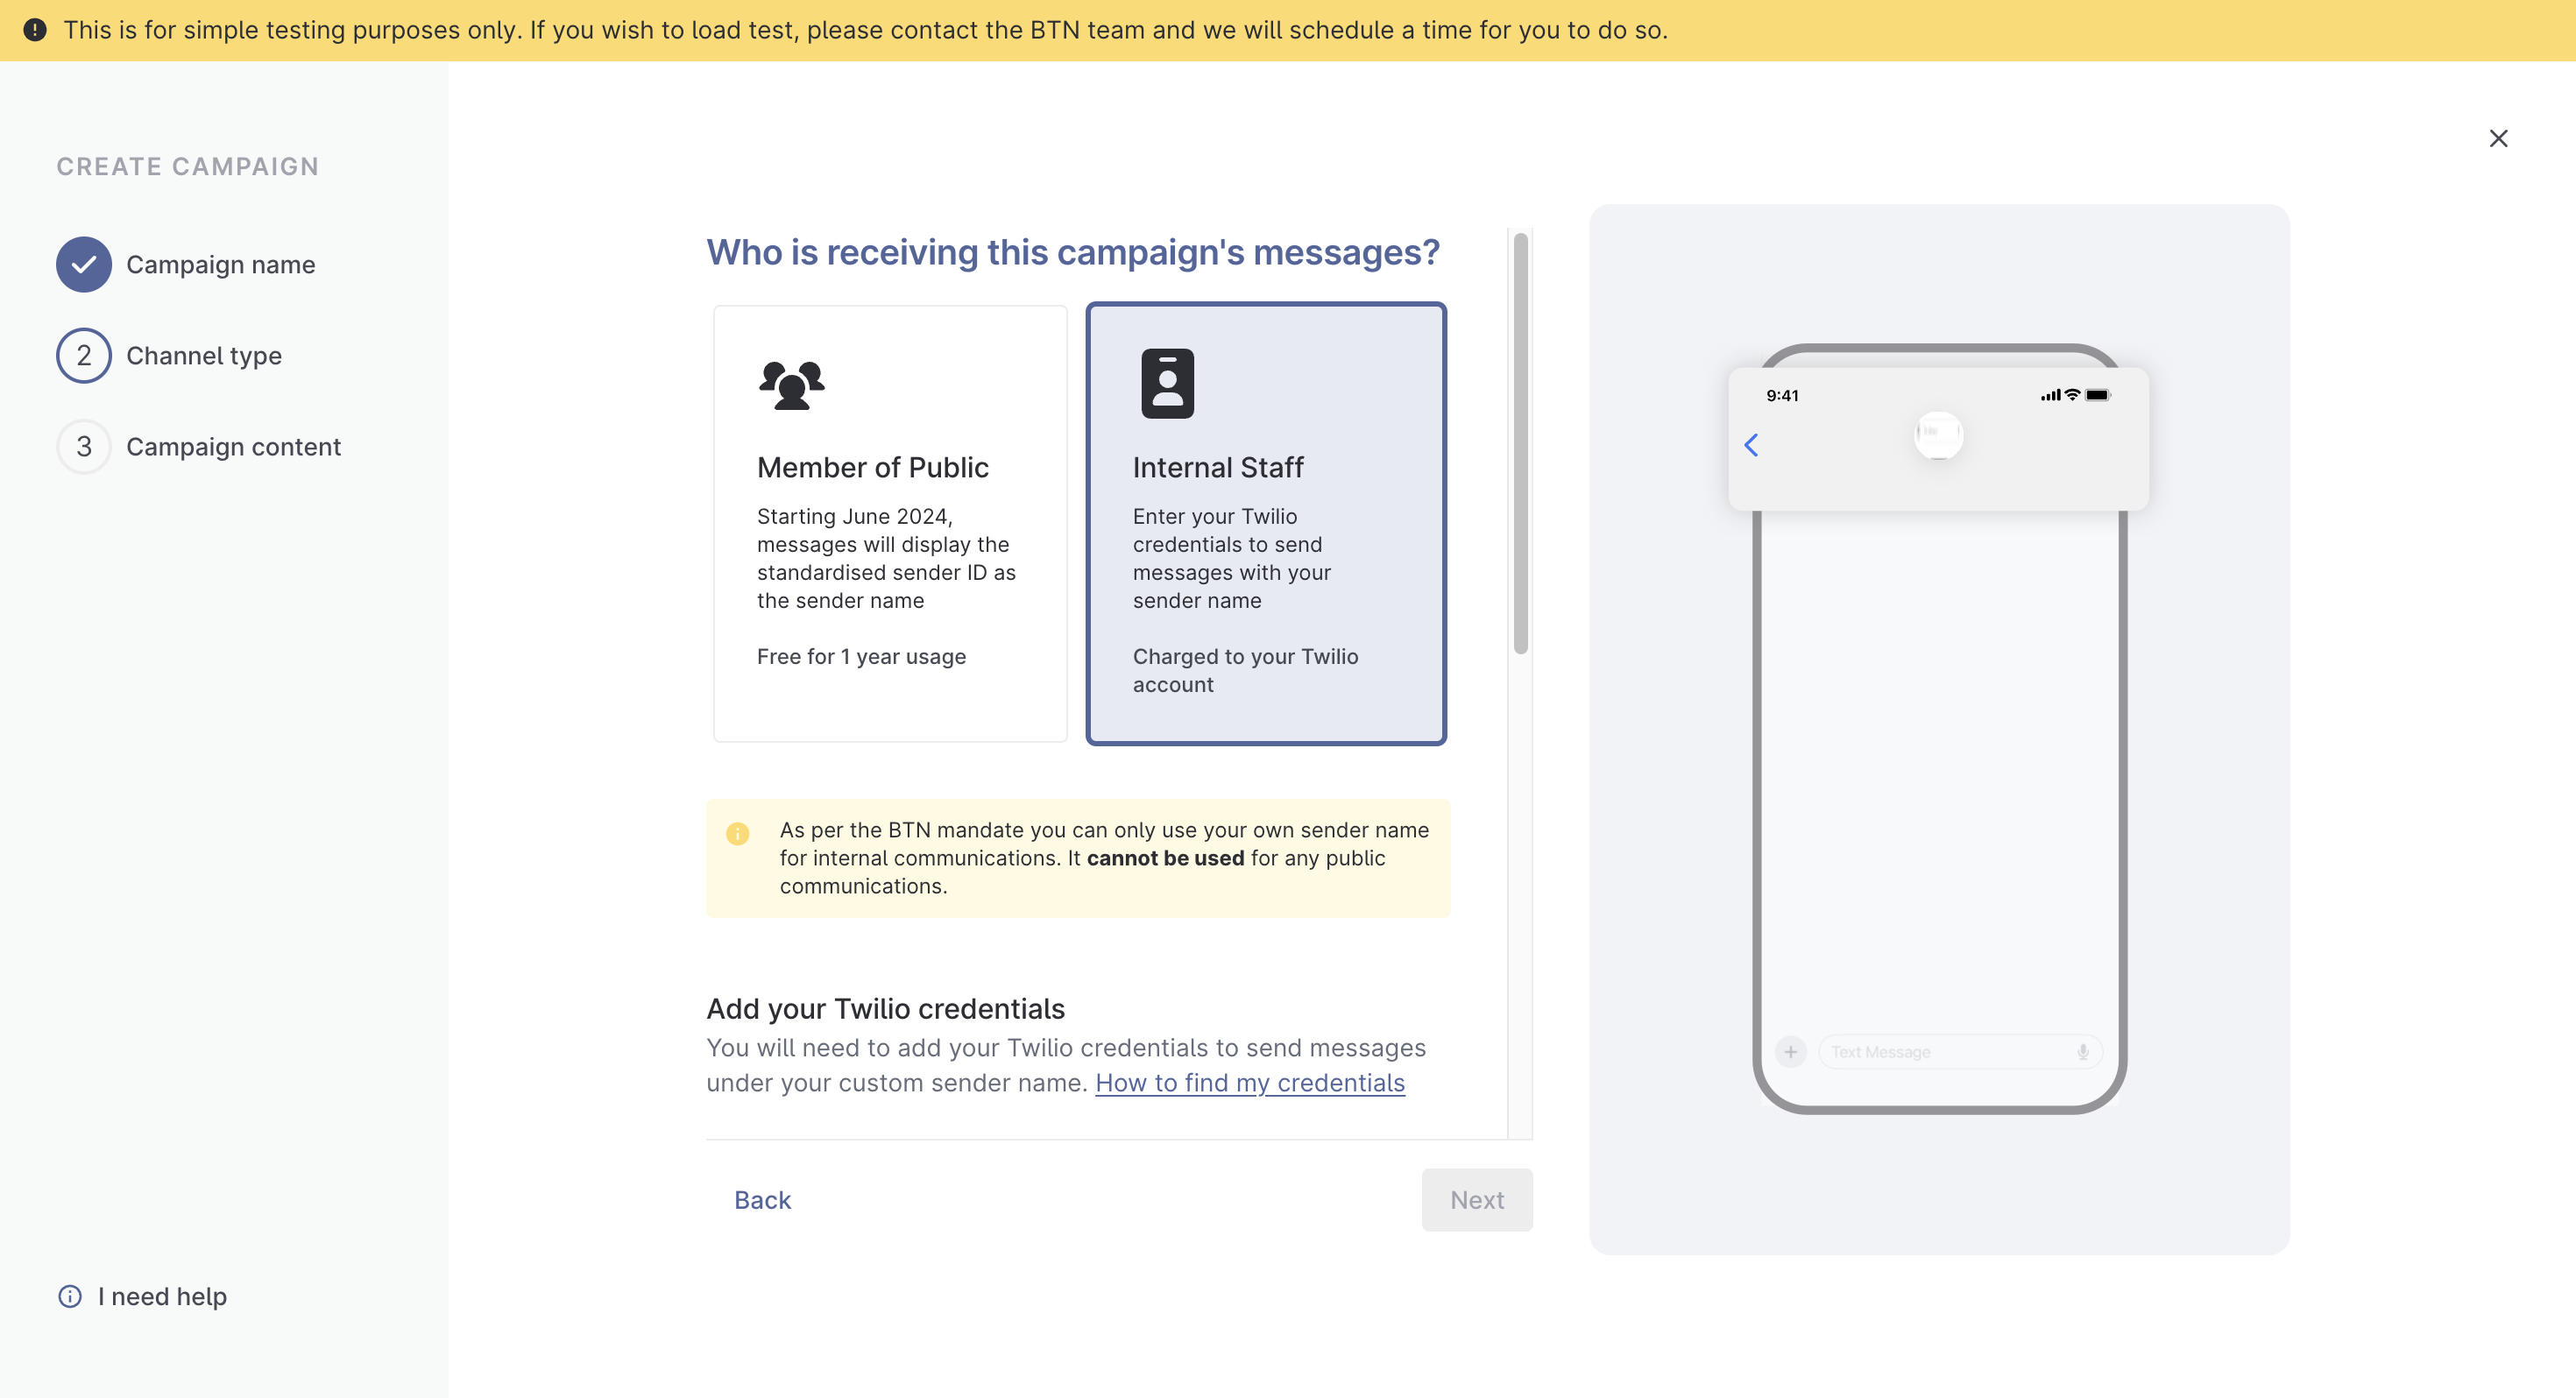 This is for simple testing purposes only. If you wish to load test, please contact the BTN team and we will schedule a time for you to do so.
CREATE CAMPAIGN
Campaign name
2 Channel type
3 Campaign content
I need help
Who is receiving this campaign's messages?
Member of Public
Starting June 2024,
messages will display the
standardised sender ID as
the sender name
Free for 1 year usage
Internal Staff
Enter your Twilio
credentials to send
messages with your
sender name
Charged to your Twilio
account
As per the BTN mandate you can only use your own sender name
for internal communications. It cannot be used for any public
communications.
Add your Twilio credentials
You will need to add your Twilio credentials to send messages
under your custom sender name. How to find my credentials
Back
Next
9:41
Text Message